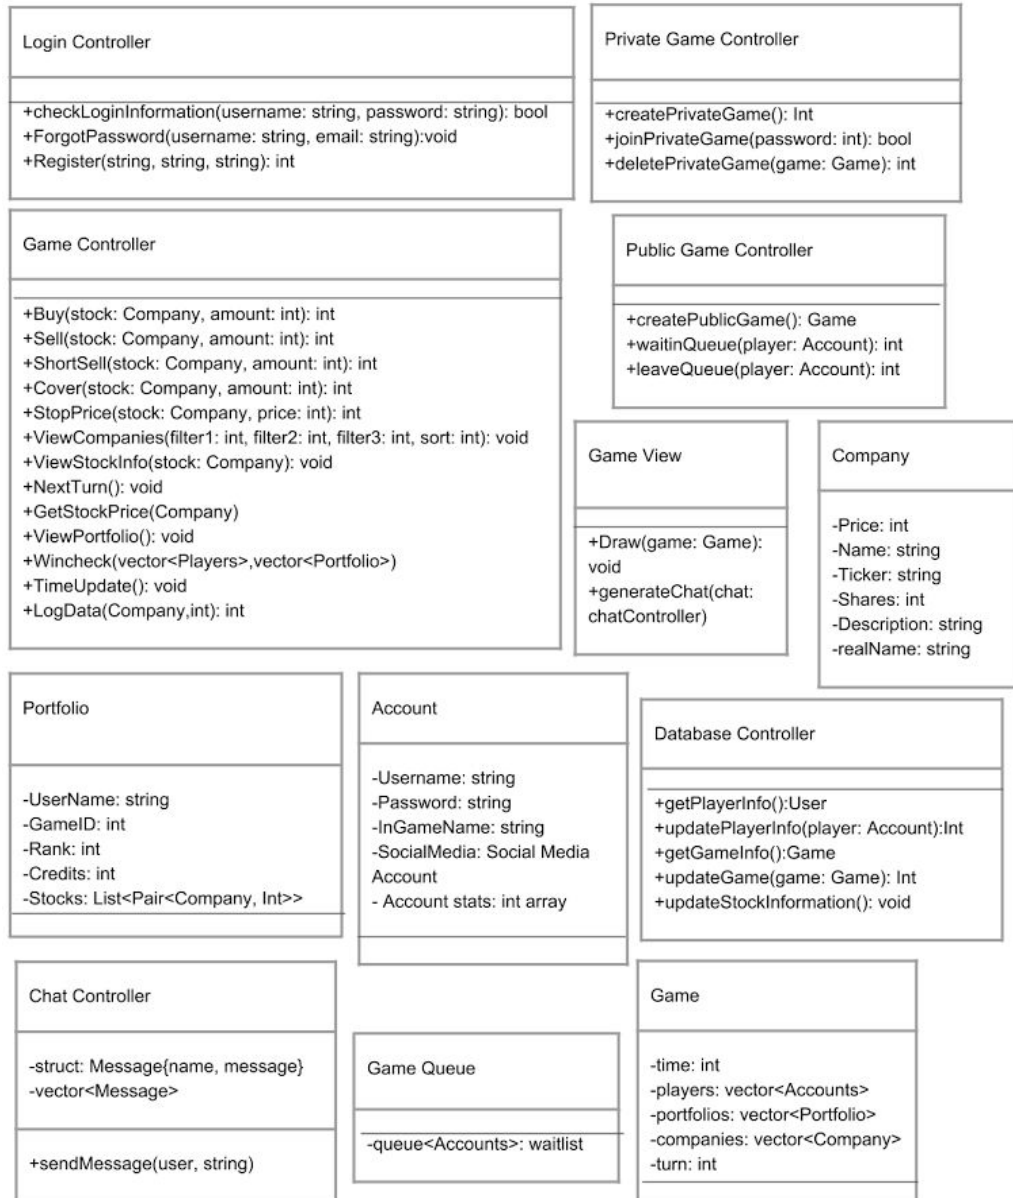 Login Controller
+checkLoginInformation(username: string, password: string): bool
+ForgotPassword(username: string, email: string):void
+Register(string, string, string): int
Private Game Controller
+createPrivateGame(): Int
+joinPrivateGame(password: int): bool
+deletePrivateGame(game: Game): int
Game Controller
+Buy(stock: Company, amount: int): int
+Sell(stock: Company, amount: int): int
+ShortSell(stock: Company, amount: int): int
+Cover(stock: Company, amount: int): int
+StopPrice(stock: Company, price: int): int
+ViewCompanies(filter1: int, filter2: int, filter3: int, sort: int): void
+ViewStockInfo(stock: Company): void
+NextTurn(): void
+GetStockPrice(Company)
+ViewPortfolio(): void
+Wincheck(vector<Players>,vector<Portfolio>)
+TimeUpdate(): void
+LogData(Company,int): int
Public Game Controller
+createPublicGame(): Game
+waitinQueue(player: Account): int
+leaveQueue(player: Account): int
Game View
+Draw(game: Game):
void
+generateChat(chat:
chatController)
Company
-Price: int
-Name: string
-Ticker: string
-Shares: int
-Description: string
-realName: string
Portfolio
-UserName: string
-GameID: int
-Rank: int
-Credits: int
-Stocks: List<Pair<Company, Int>>
Account
-Username: string
-Password: string
-InGameName: string
-SocialMedia: Social Media
Account
- Account stats: int array
Database Controller
+getPlayerInfo():User
+updatePlayerInfo(player: Account):Int
+getGameInfo():Game
+updateGame(game: Game): Int
+updateStockInformation(): void
Chat Controller
-struct: Message{name, message}
-vector<Message>
+sendMessage(user, string)
Game Queue
-queue<Accounts>: waitlist
Game
-time: int
-players: vector<Accounts>
-portfolios: vector<Portfolio>
-companies: vector<Company>
-turn: int